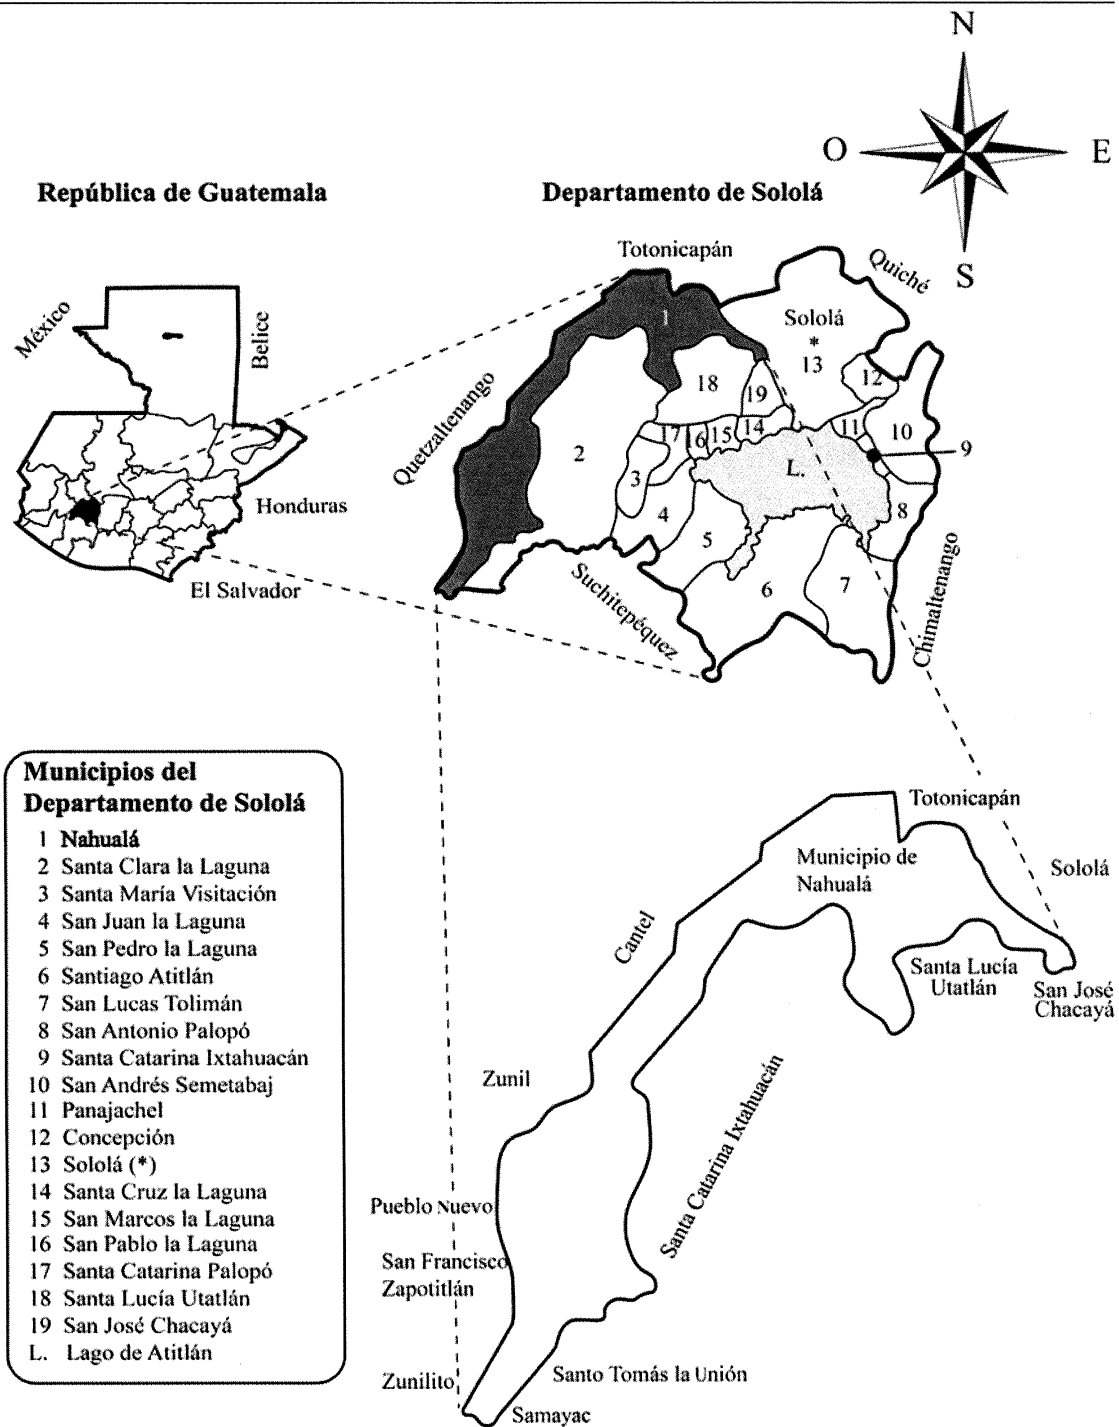 N
O
E
S
República de Guatemala
Departamento de Sololá
México
Belice
Honduras
El Salvador
Totonicapán
Quiché
Quetzaltenango
Suchitepéquez
Chimaltenango
1
Sololá
*
13
12
18
19
2
17
16
15
14
11
10
9
3
L.
4
5
8
6
7
Municipios del
Departamento de Sololá
1 Nahualá
2 Santa Clara la Laguna
3 Santa María Visitación
4 San Juan la Laguna
5 San Pedro la Laguna
6 Santiago Atitlán
7 San Lucas Tolimán
8 San Antonio Palopó
9 Santa Catarina Ixtahuacán
10 San Andrés Semetabaj
11 Panajachel
12 Concepción
13 Sololá (*)
14 Santa Cruz la Laguna
15 San Marcos la Laguna
16 San Pablo la Laguna
17 Santa Catarina Palopó
18 Santa Lucía Utatlán
19 San José Chacayá
L. Lago de Atitlán
Totonicapán
Municipio de
Nahualá
Sololá
Cantel
Santa Lucía
Utatlán
San José
Chacayá
Zunil
Santa Catarina Ixtahuacán
Pueblo Nuevo
San Francisco
Zapotitlán
Zunilito
Santo Tomás la Unión
Samayac